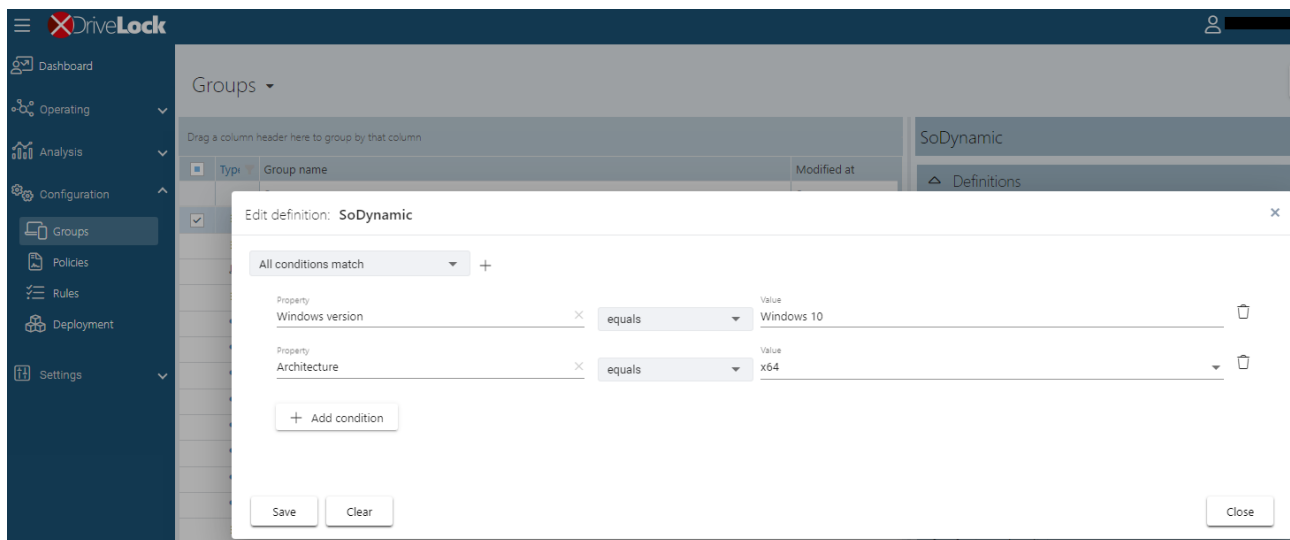 DriveLock
Dashboard
Operating
Analysis
Configuration
Groups
Policies
Rules
Deployment
Settings
Groups
Drag a column header here to group by that column
Group name
Modified at
SoDynamic
Definitions
Edit definition: SoDynamic
All conditions match
Property
Windows version
equals
Value
Windows 10
Property
Architecture
equals
Value
x64
Add condition
Save
Clear
Close